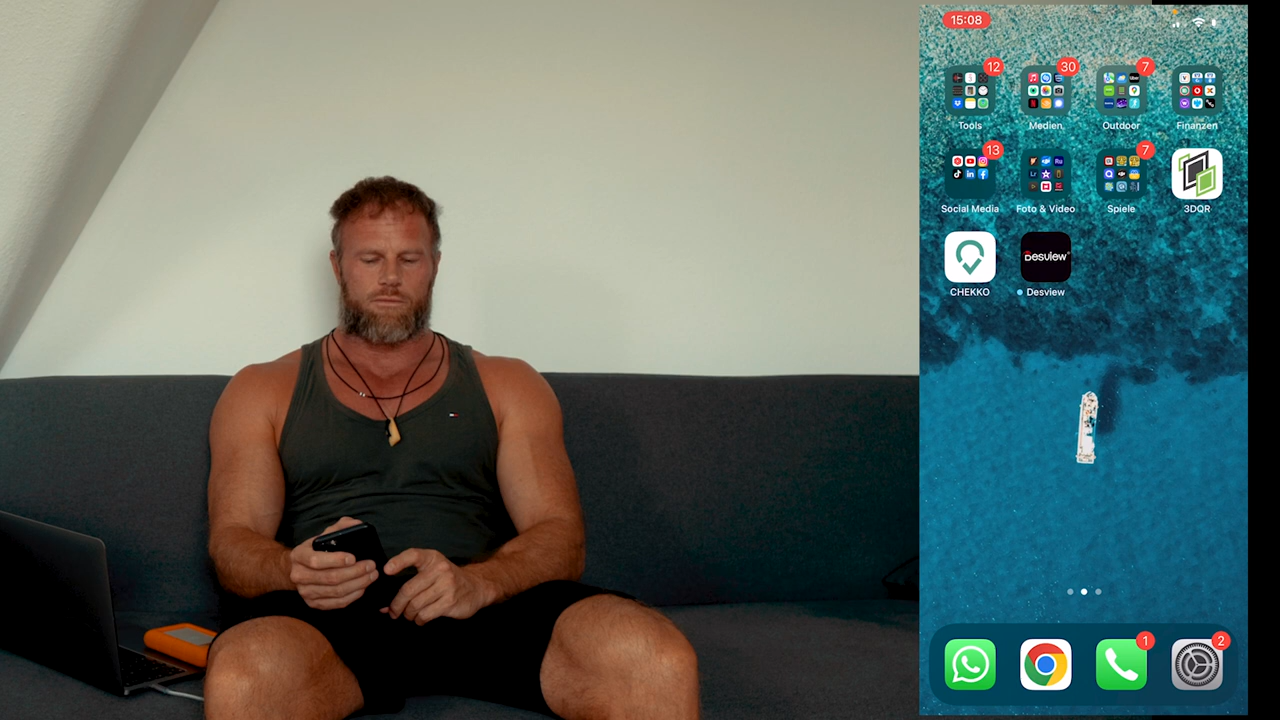 15:08
12
30
7
Tools
Medien
Outdoor
Finanzen
13
7
Social Media
Foto & Video
Spiele
3DQR
Desview
CHEKKO
Desview
1
2